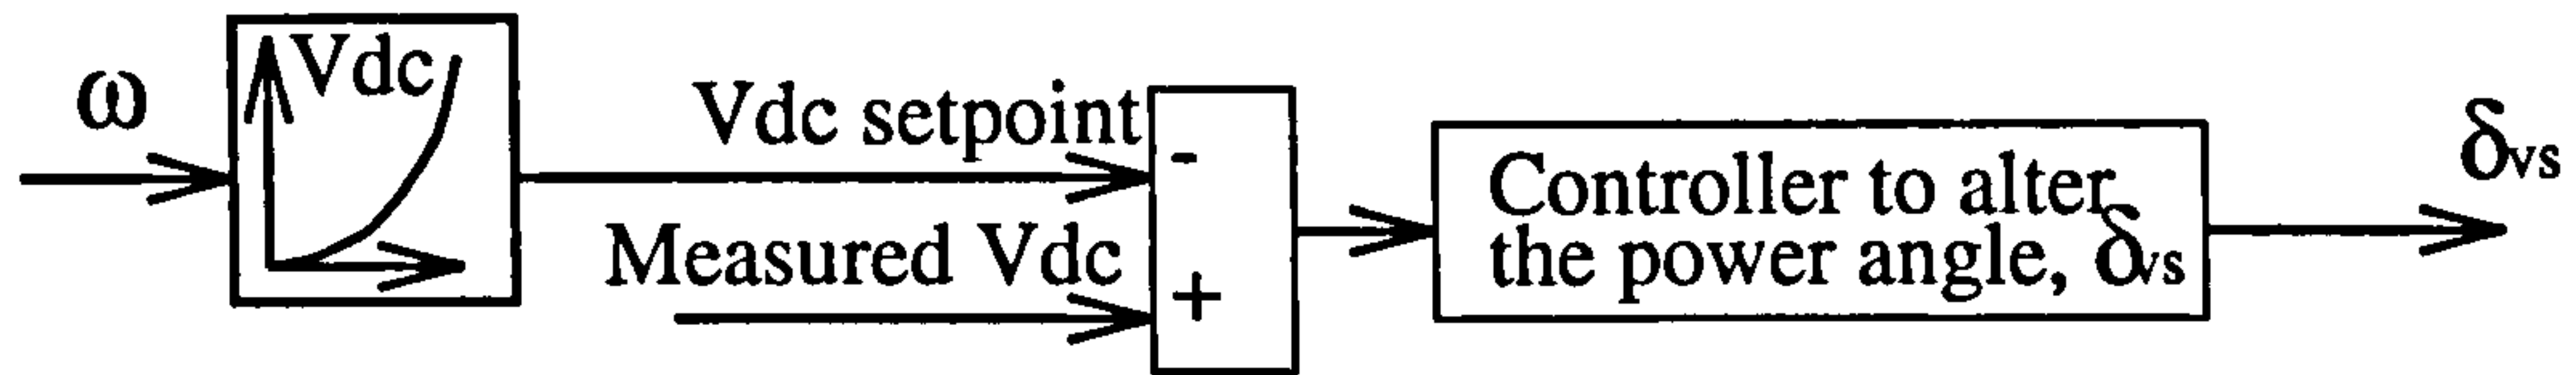 ω
Vdc
Vdc setpoint
-
Measured Vdc
+
Controller to alter
the power angle, δvs
δvs